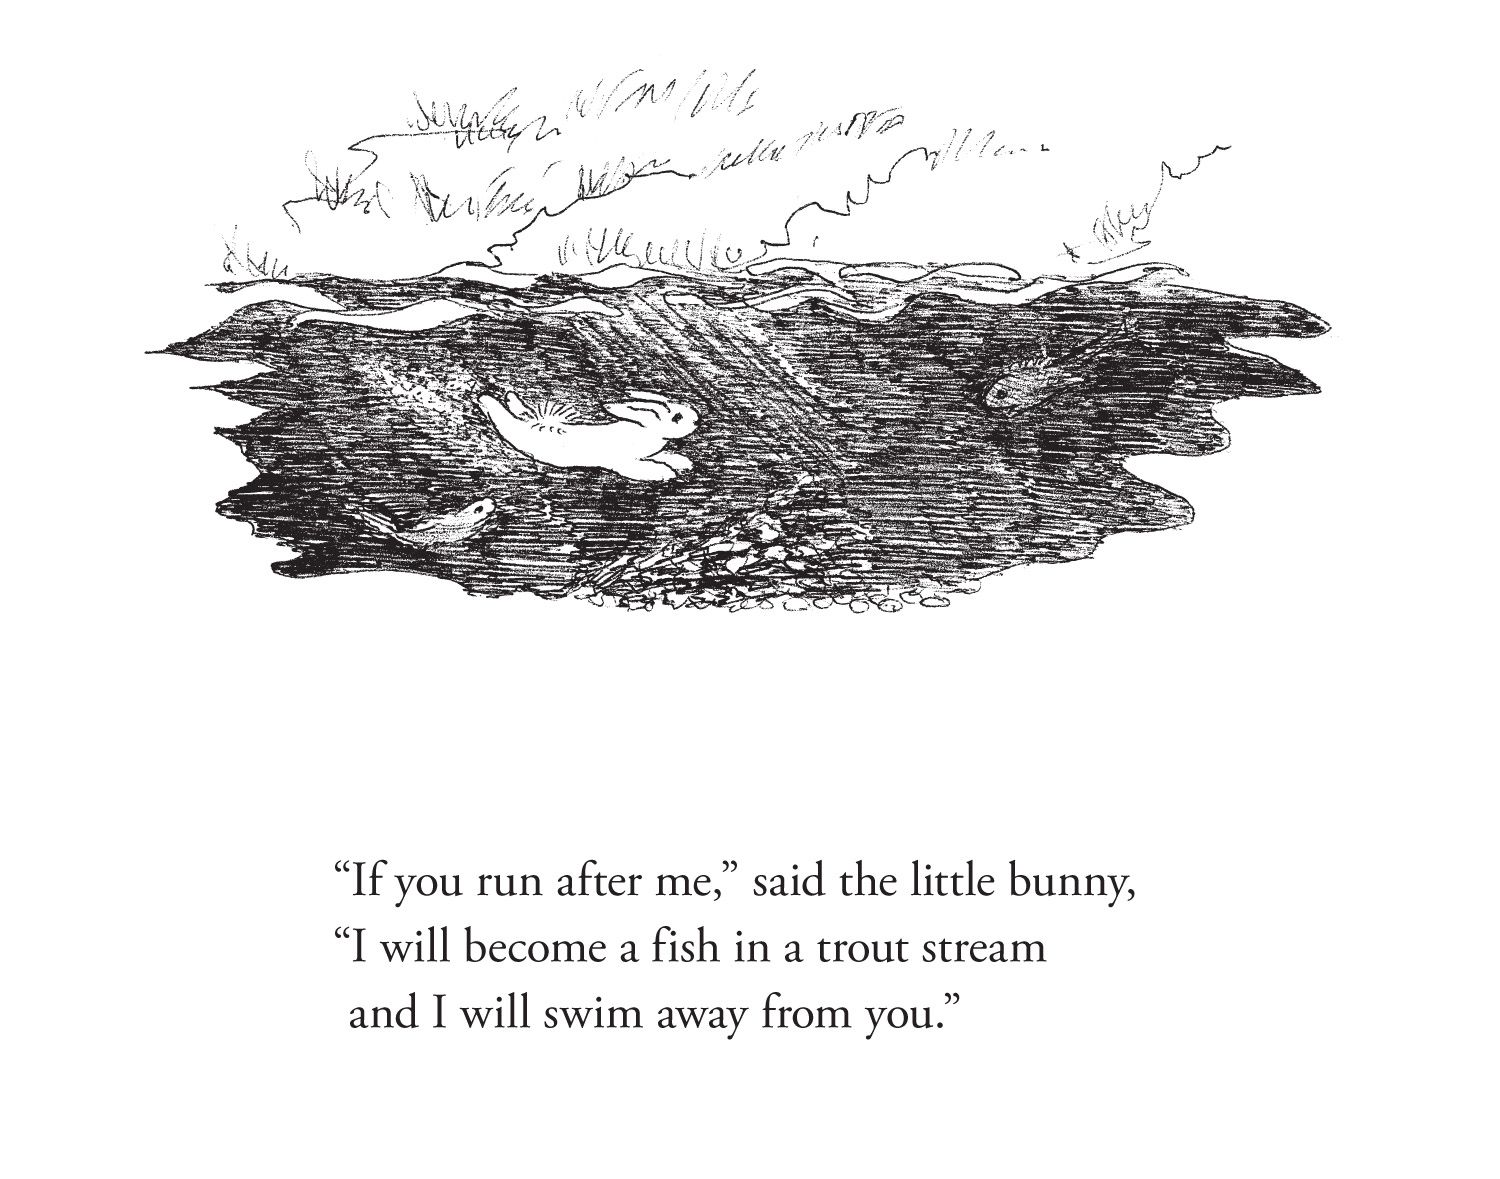 “If you run after me,” said the little bunny,
“I will become a fish in a trout stream
and I will swim away from you.”